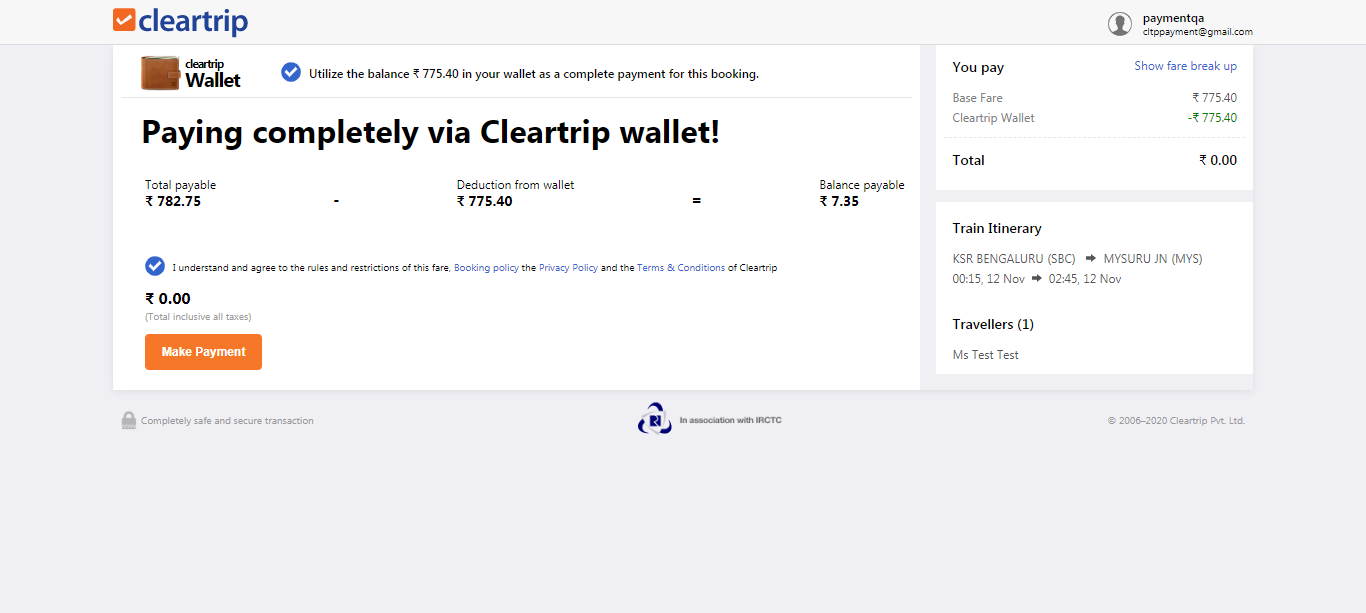 cleartrip
paymentqa
cltppayment@gmail.com
cleartrip
Wallet
Utilize the balance ₹ 775.40 in your wallet as a complete payment for this booking.
Paying completely via Cleartrip wallet!
Total payable
₹ 782.75
-
Deduction from wallet
₹ 775.40
=
Balance payable
₹ 7.35
I understand and agree to the rules and restrictions of this fare, Booking policy the Privacy Policy and the Terms & Conditions of Cleartrip
₹ 0.00
(Total inclusive all taxes)
Make Payment
You pay Show fare break up
Base Fare ₹ 775.40
Cleartrip Wallet -₹ 775.40
Total ₹ 0.00
Train Itinerary
KSR BENGALURU (SBC) ➡ MYSURU JN (MYS)
00:15, 12 Nov ➡ 02:45, 12 Nov
Travellers (1)
Ms Test Test
Completely safe and secure transaction
R
In association with IRCTC
© 2006–2020 Cleartrip Pvt. Ltd.